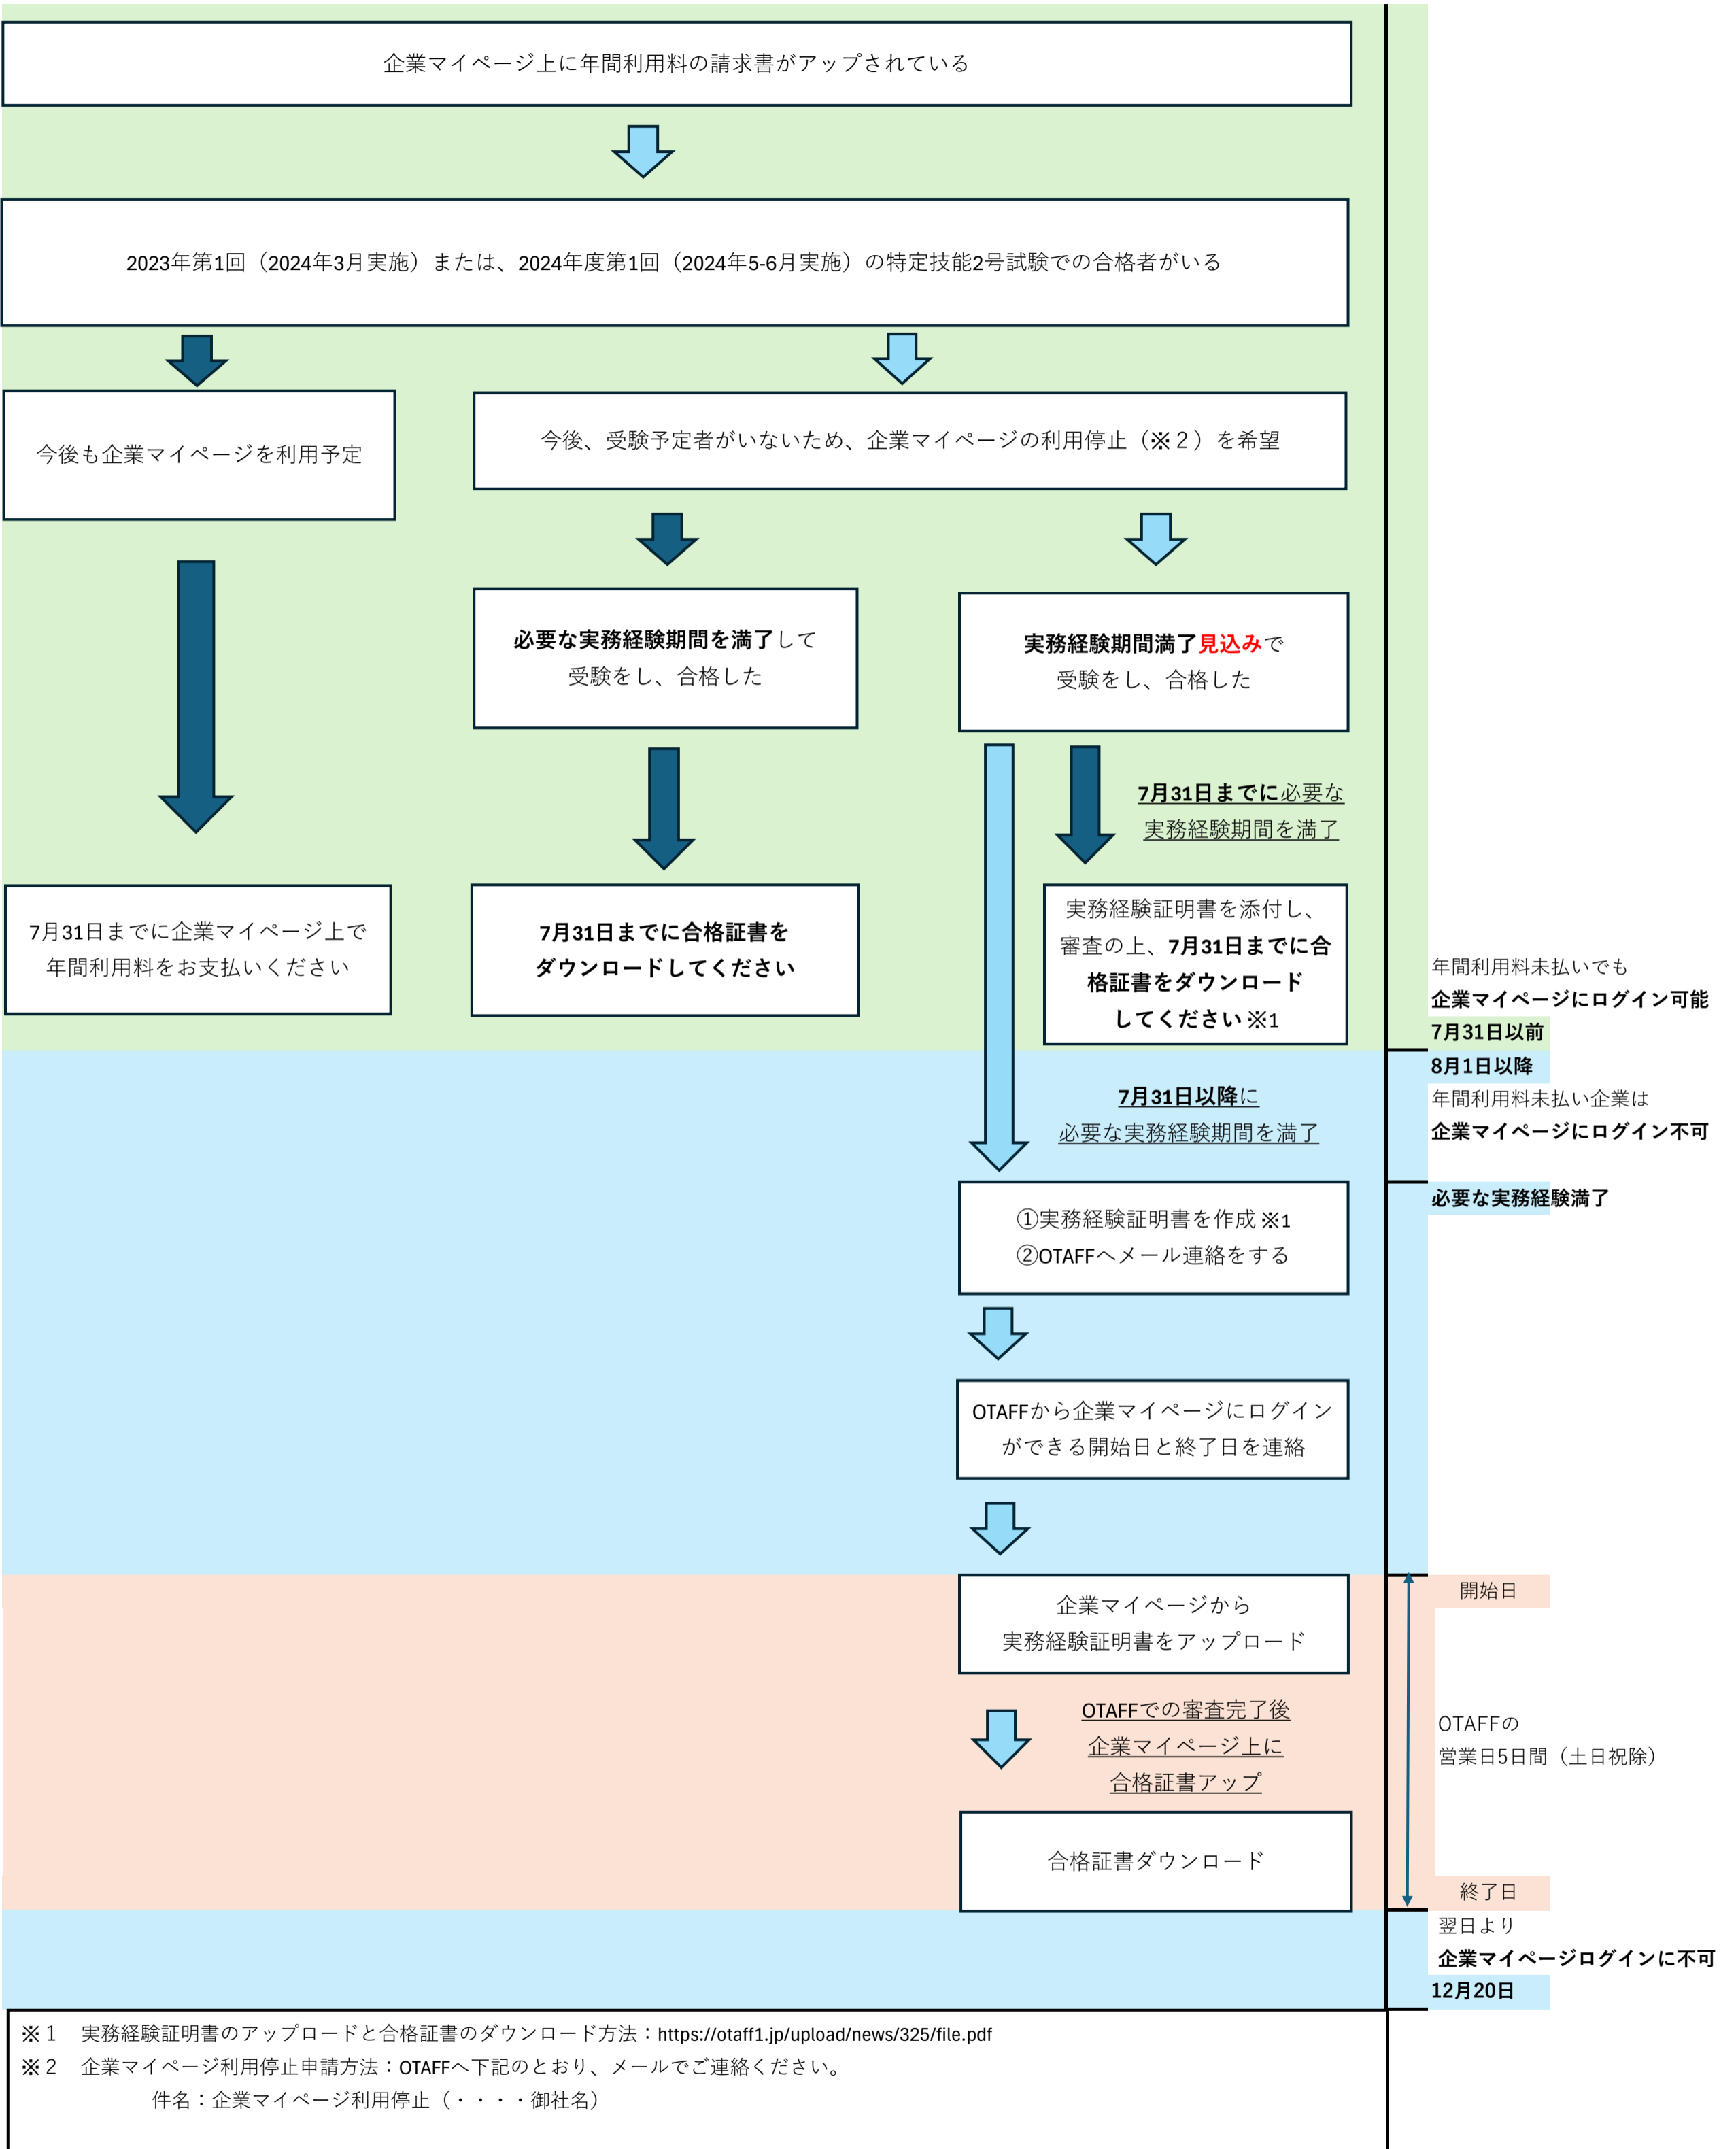 企業マイページ上に年間利用料の請求書がアップされている
2023年第1回（2024年3月実施）または、2024年度第1回（2024年5-6月実施）の特定技能2号試験での合格者がいる
今後も企業マイページを利用予定
今後、受験予定者がいないため、企業マイページの利用停止（※２）を希望
必要な実務経験期間を満了して
受験をし、合格した
実務経験期間満了見込みで
受験をし、合格した
7月31日までに必要な
実務経験期間を満了
7月31日までに企業マイページ上で
年間利用料をお支払いください
7月31日までに合格証書を
ダウンロードしてください
実務経験証明書を添付し、
審査の上、7月31日までに合
格証書をダウンロード
してください ※1
年間利用料未払いでも
企業マイページにログイン可能
7月31日以前
8月1日以降
年間利用料未払い企業は
企業マイページにログイン不可
7月31日以降に
必要な実務経験期間を満了
必要な実務経験満了
①実務経験証明書を作成 ※1
②OTAFFへメール連絡をする
OTAFFから企業マイページにログイン
ができる開始日と終了日を連絡
企業マイページから
実務経験証明書をアップロード
開始日
OTAFFでの審査完了後
企業マイページ上に
合格証書アップ
OTAFFの
営業日5日間（土日祝除）
合格証書ダウンロード
終了日
翌日より
企業マイページログインに不可
12月20日
※１　実務経験証明書のアップロードと合格証書のダウンロード方法：https://otaff1.jp/upload/news/325/file.pdf
※２　企業マイページ利用停止申請方法：OTAFFへ下記のとおり、メールでご連絡ください。
件名：企業マイページ利用停止（・・・・御社名）